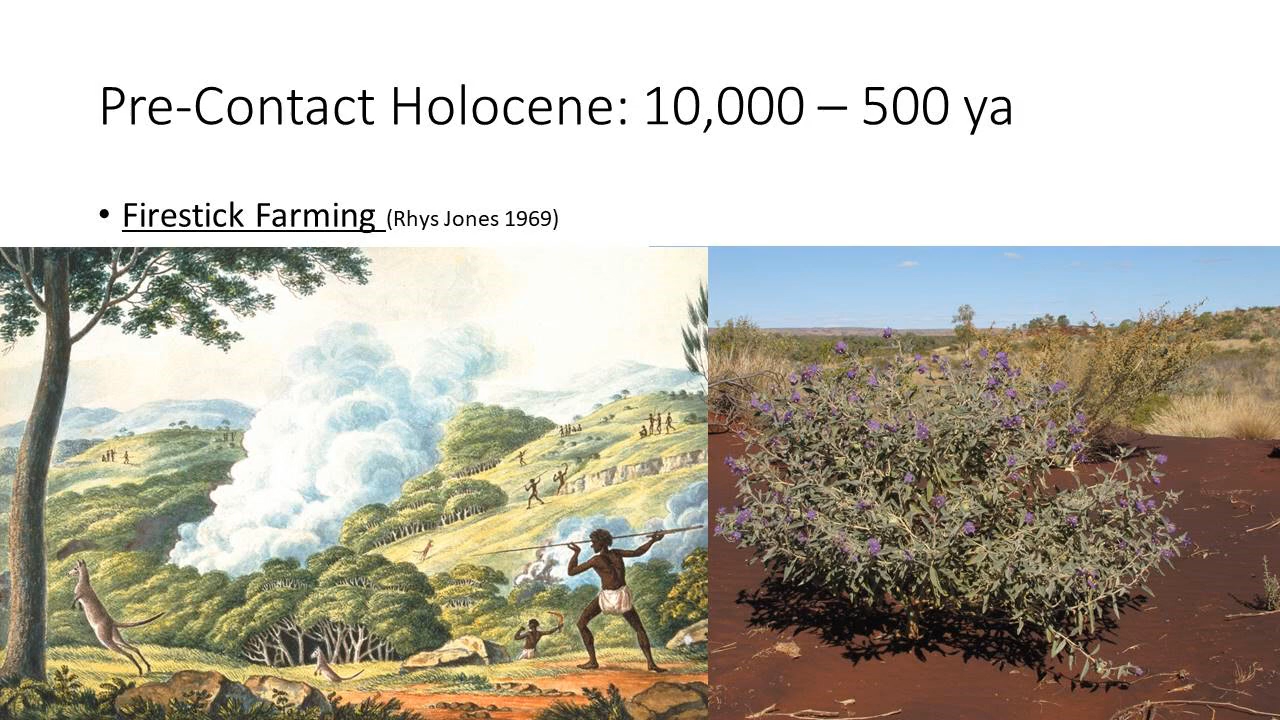 Pre-Contact Holocene: 10,000 – 500 ya
• Firestick Farming (Rhys Jones 1969)